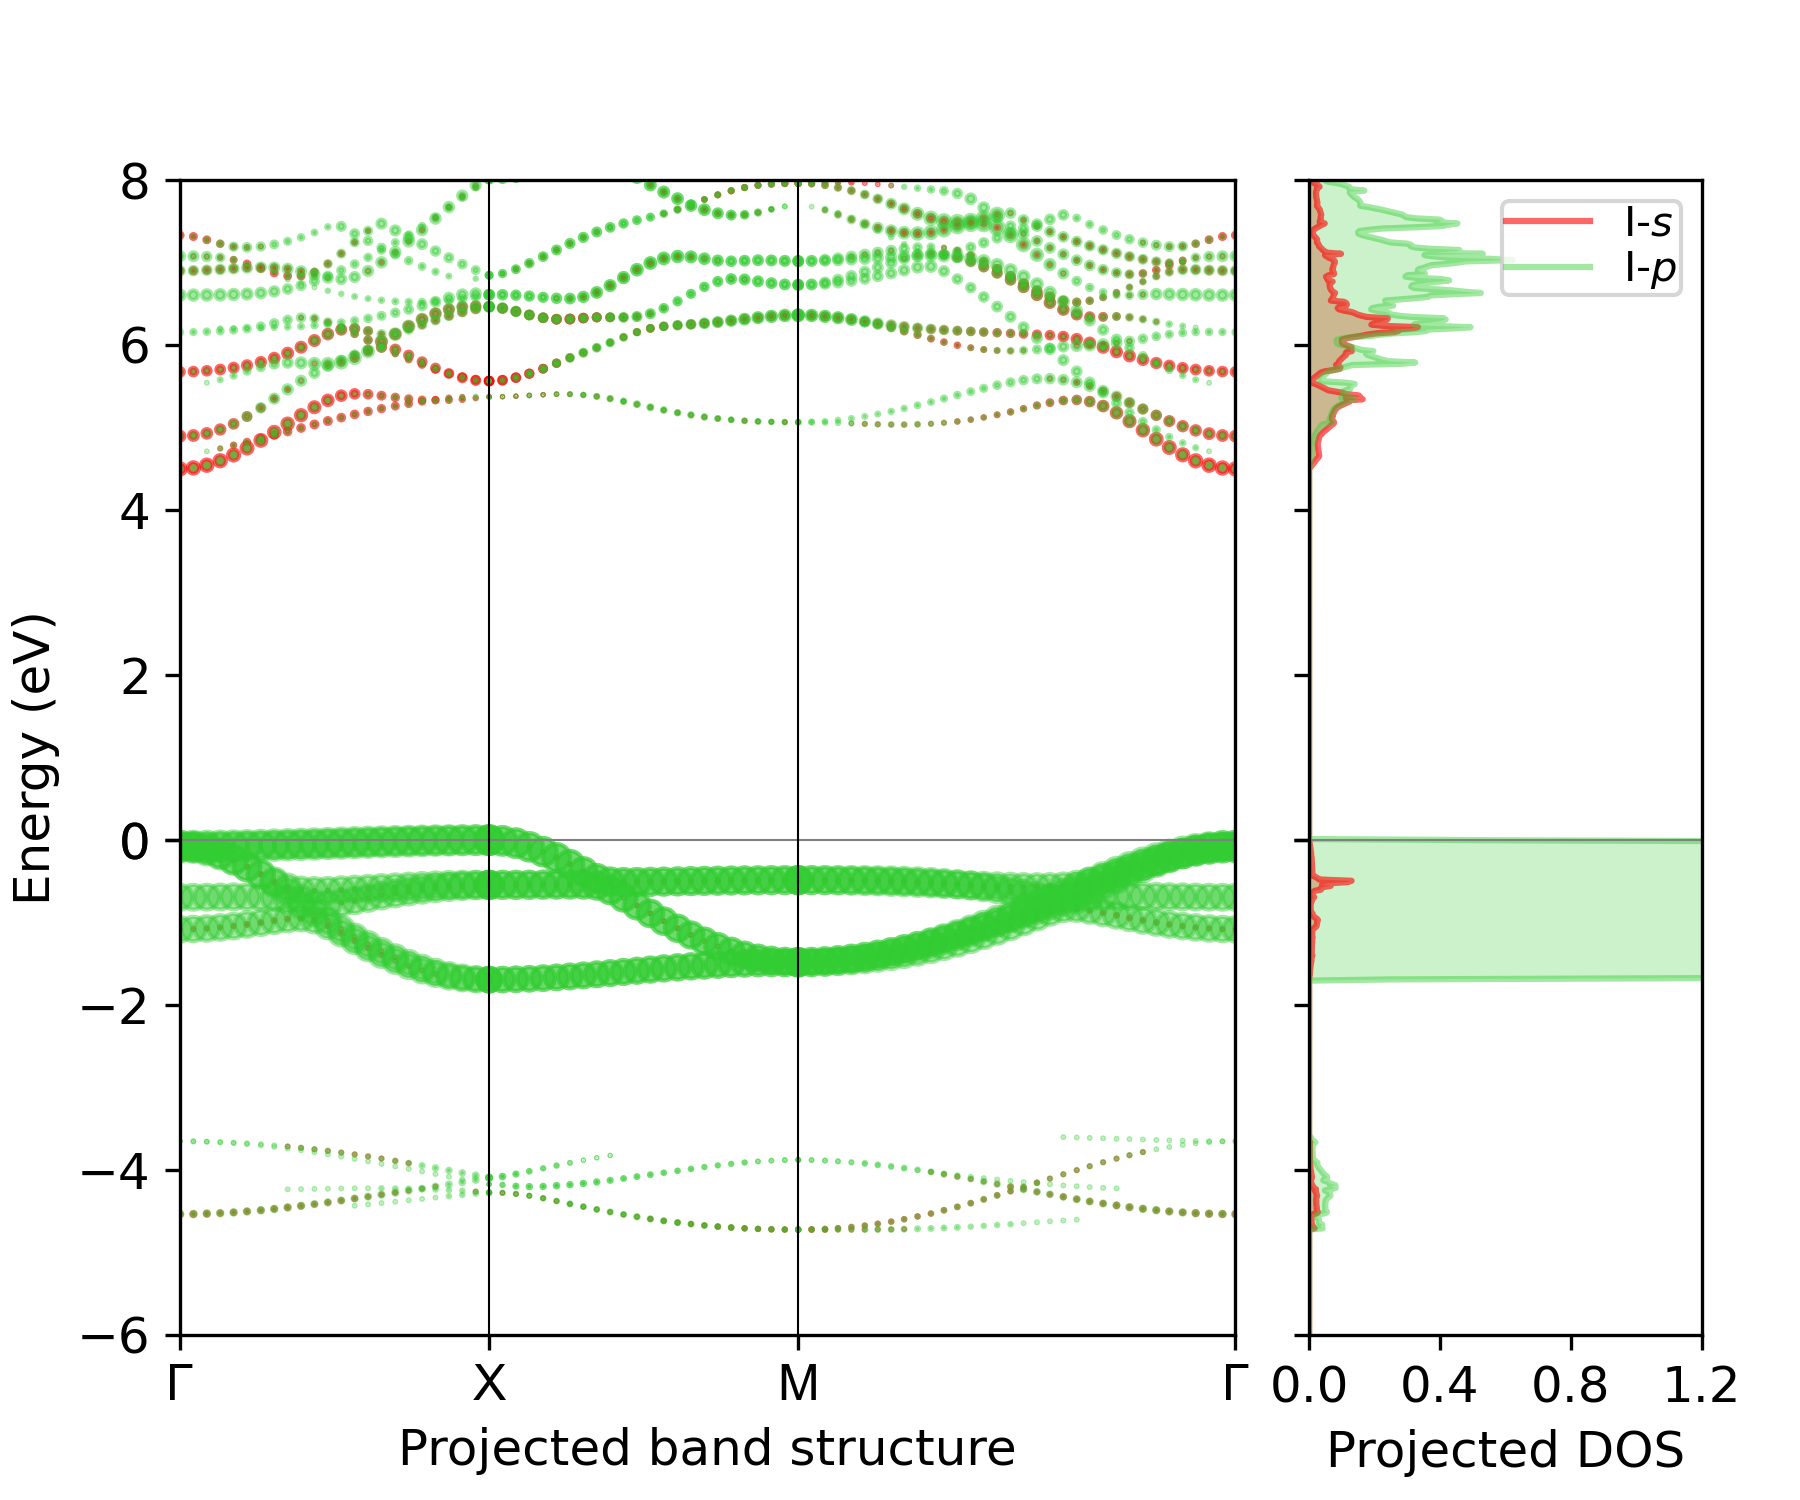 8
6
4
2
0
−2
−4
−6
Energy (eV)
Γ
X
M
Γ
Projected band structure
I-s
I-p
0.0
0.4
0.8
1.2
Projected DOS